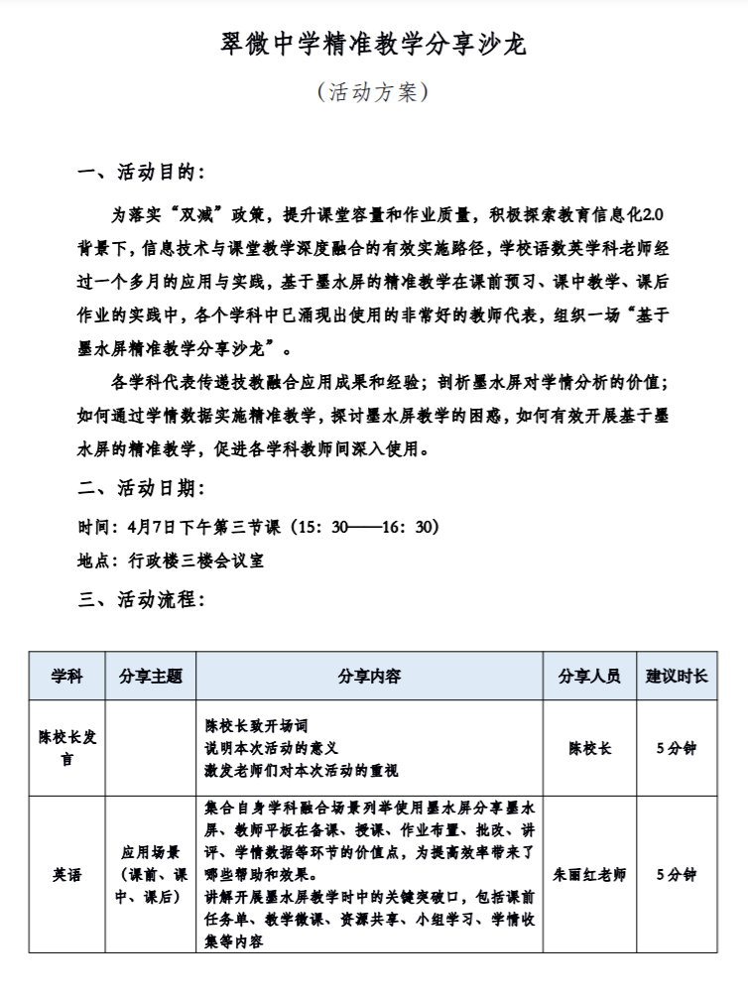 翠微中学精准教学分享沙龙
（活动方案）
一、活动目的：
为落实“双减”政策，提升课堂容量和作业质量，积极探索教育信息化2.0
背景下，信息技术与课堂教学深度融合的有效实施路径，学校语数英学科老师经
过一个多月的应用与实践，基于墨水屏的精准教学在课前预习、课中教学、课后
作业的实践中，各个学科中已涌现出使用的非常好的教师代表，组织一场“基于
墨水屏精准教学分享沙龙”。
各学科代表传递技教融合应用成果和经验；剖析墨水屏对学情分析的价值；
如何通过学情数据实施精准教学，探讨墨水屏教学的困惑，如何有效开展基于墨
水屏的精准教学，促进各学科教师间深入使用。
二、活动日期：
时间：4月7日下午第三节课（15：30——16：30）
地点：行政楼三楼会议室
三、活动流程：
学科 分享主题 分享内容 分享人员 建议时长
陈校长发
言
陈校长致开场词
说明本次活动的意义
激发老师们对本次活动的重视
陈校长
5分钟
英语
应用场景
（课前、课
中、课后）
集合自身学科融合场景列举使用墨水屏分享墨水
屏、教师平板在备课、授课、作业布置、批改、讲
评、学情数据等环节的价值点，为提高效率带来了
哪些帮助和效果。
讲解开展墨水屏教学时中的关键突破口，包括课前
任务单、教学微课、资源共享、小组学习、学情收
集等内容
朱丽红老师
5分钟